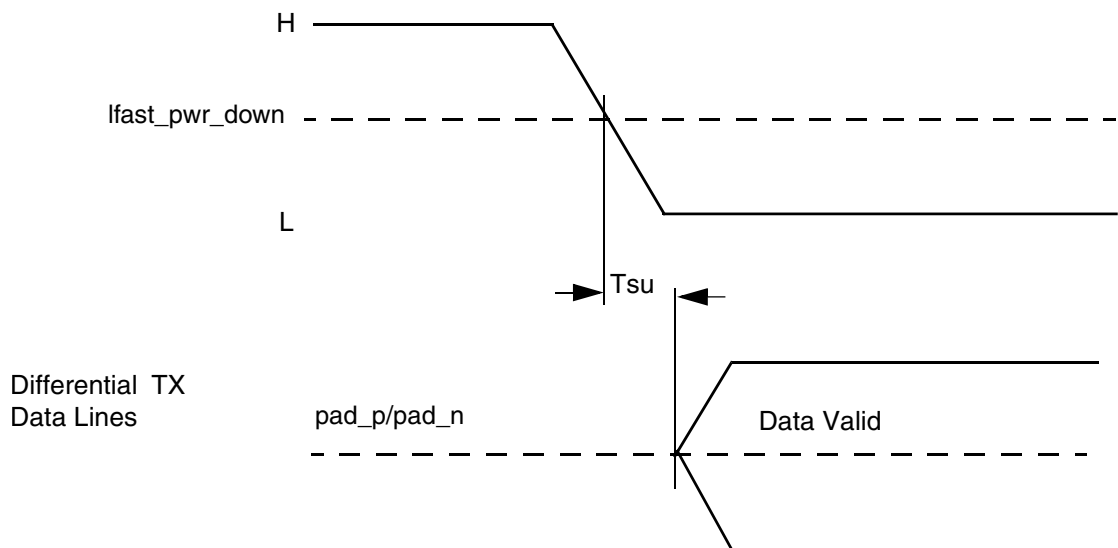 H
lfast_pwr_down
L
Tsu
Differential TX
Data Lines
pad_p/pad_n
Data Valid